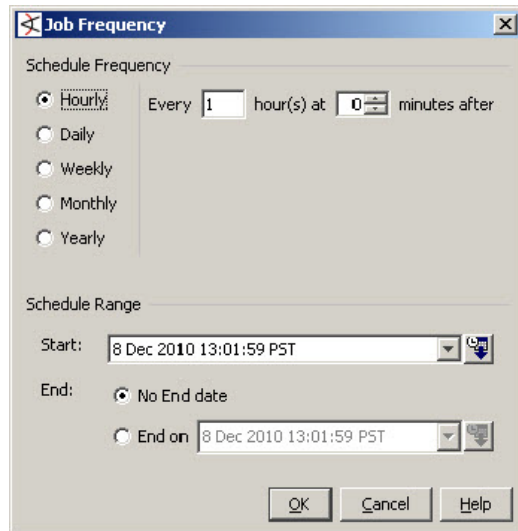 Job Frequency
Schedule Frequency
Hourly Every 1 hour(s) at 0 minutes after
Daily
Weekly
Monthly
Yearly
Schedule Range
Start: 8 Dec 2010 13:01:59 PST
End: No End date
End on 8 Dec 2010 13:01:59 PST
OK Cancel Help